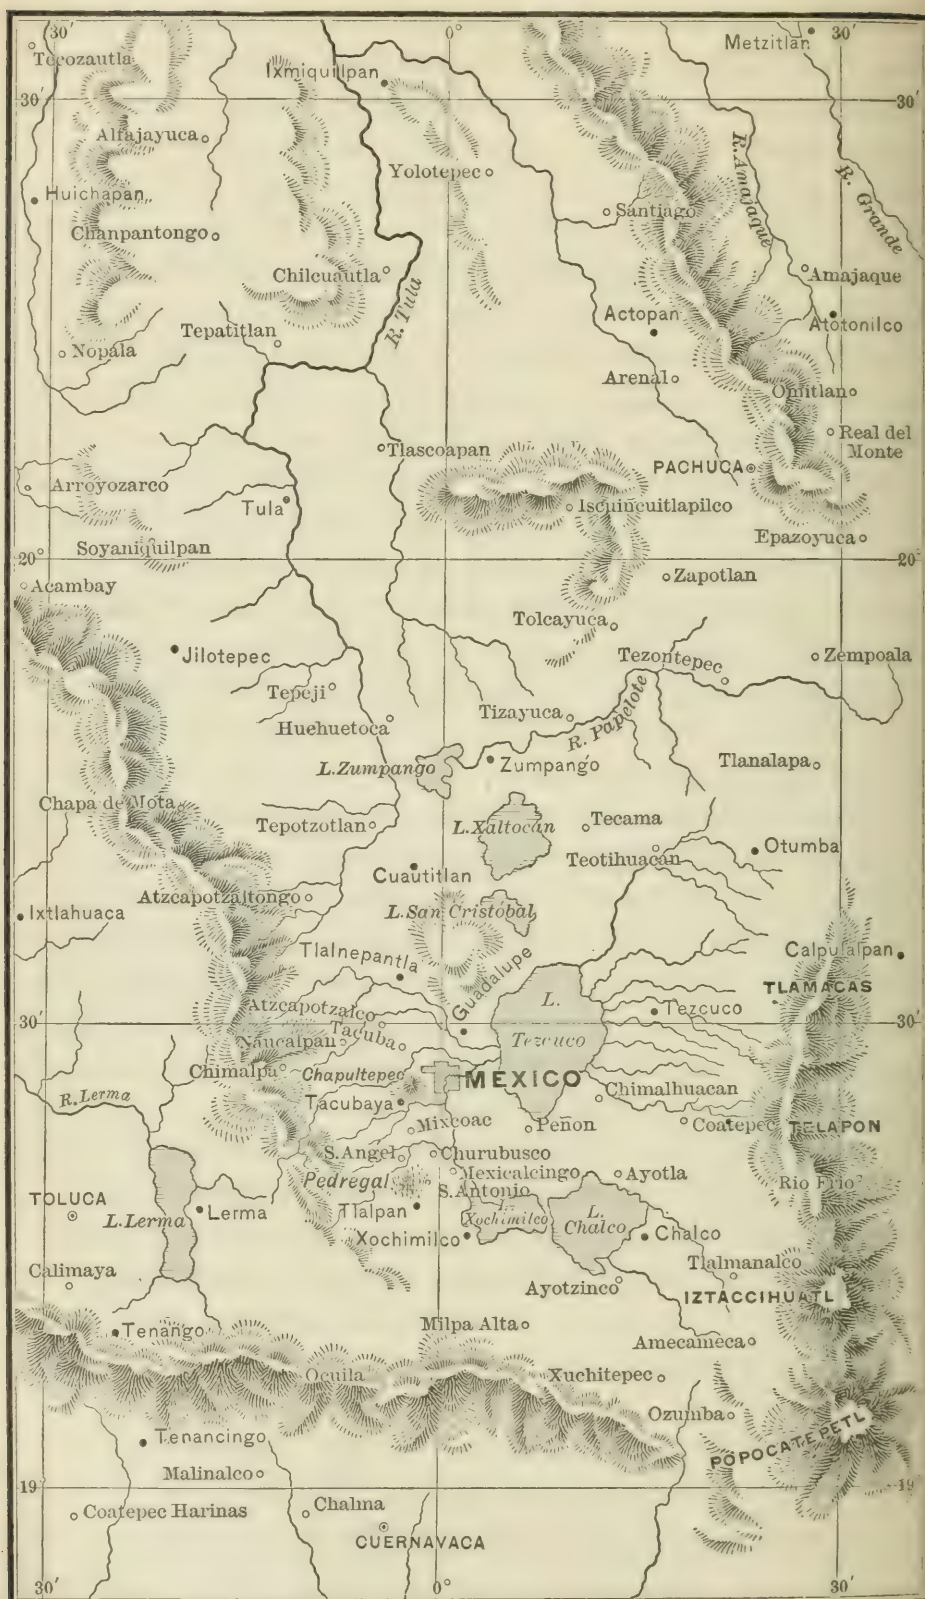 30'
0°
30'
Metzitlan
Tecozautla
Ixmiquilpan
30'
30'
Alfajayuca
R. Amajaque
Yolotepec
R. Grande
Huichapan
Santiago
Chanpantongo
Chilcuautla
Amajaque
R. Tula
Actopan
Atotonilco
Tepatitlan
Nopala
Arenal
Omitlan
Real del
Monte
Tlascoapan
PACHUCA
Arroyozarco
Tula
Iscuincuitlapilco
Epazoyuca
Soyaniquilpan
20°
20°
Acambay
Zapotlan
Tolcayuca
Jilotepec
Tezontepec
Zempoala
Tepeji
Huehuetoca
Tizayuca
R. Papelote
L. Zumpango
Zumpango
Tlanalapa
Chapa de Mota
Tepotzotlan
L. Xaltocan
Tecama
Teotihuacan
Otumba
Cuautitlan
Atzcapotzaltongo
Ixtlahuaca
L. San Cristóbal
Tlalnepantla
Guadalupe
Calpulalpan
TLAMACAS
L.
Tezcuco
Atzcapotzalco
Tezcuco
30'
30'
Tacuba
Naucalpan
Chimalpa
Chapultepec
MEXICO
Chimalhuacan
R. Lerma
Tacubaya
Mixcoac
Peñon
Coatepec
TELAPON
S. Angel
Churubusco
Mexicalcingo
Ayotla
Pedregal
S. Antonio
Rio Frio
TOLUCA
L. Lerma
Lerma
Tlalpan
Xochimilco
L.
Chalco
Xochimilco
Chalco
Calimaya
Tlalmanalco
Ayotzinco
IZTACCIHUATL
Tenango
Milpa Alta
Amecameca
Ocuila
Xuchitepec
Ozumba
POPOCATEPETL
Tenancingo
Malinalco
19
19
Coatepec Harinas
Chalma
CUERNAVACA
30'
0°
30'